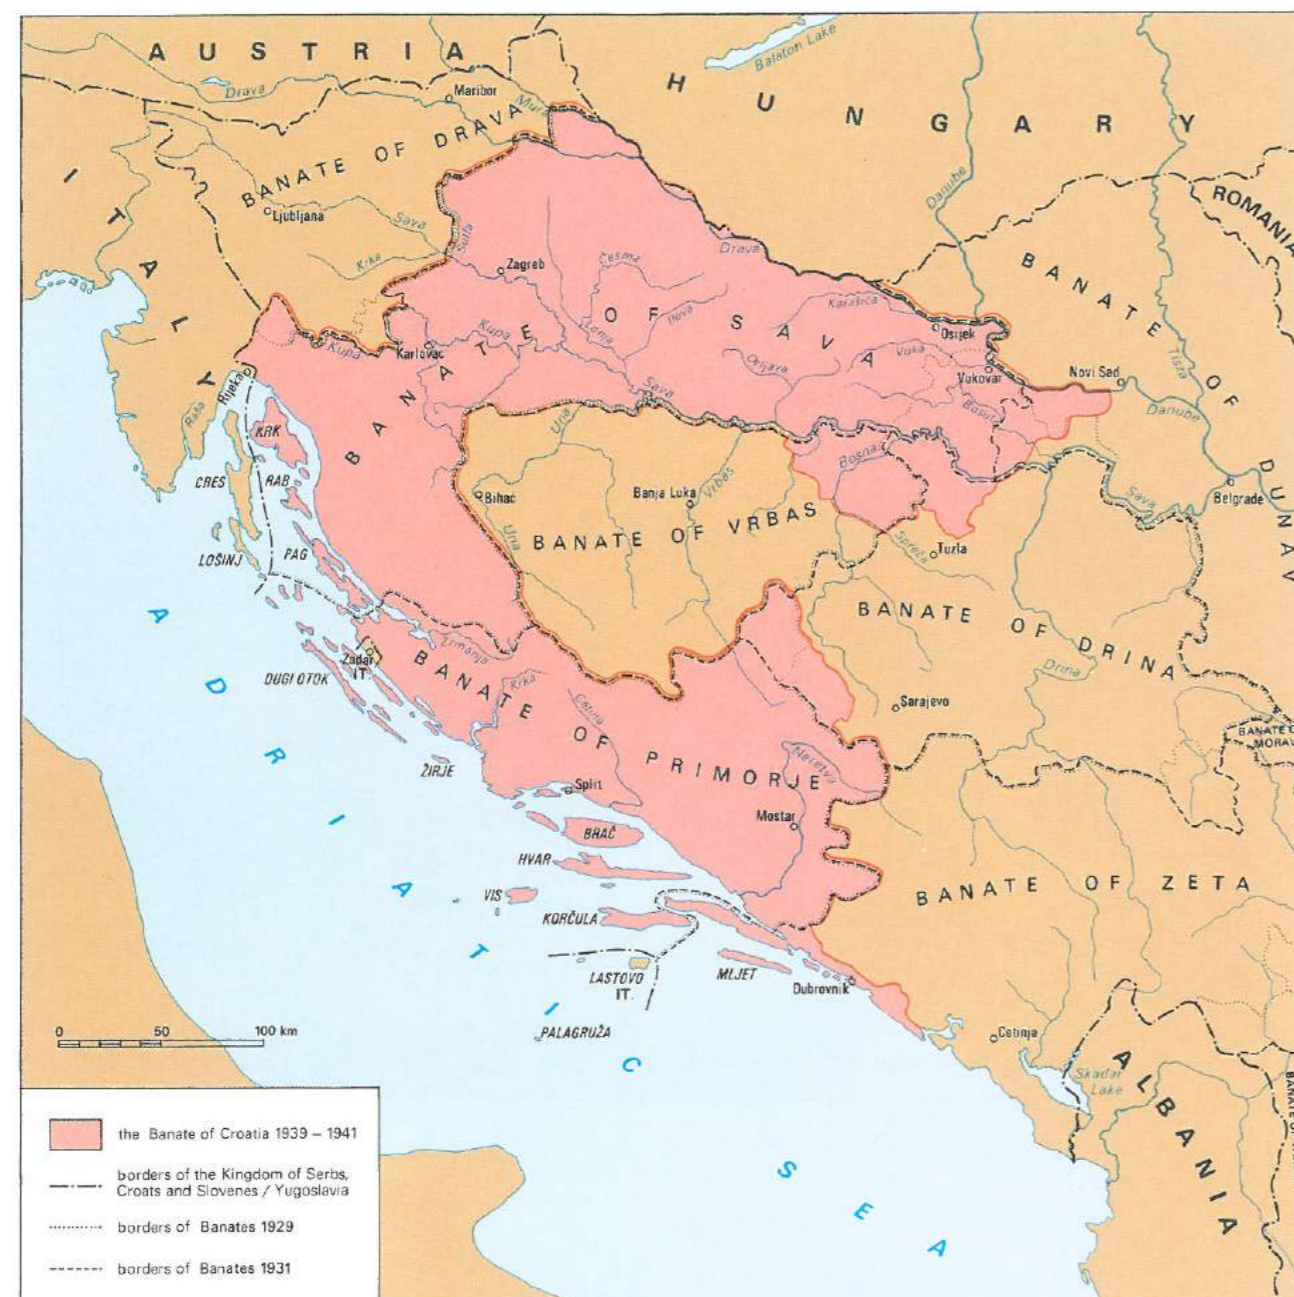 AUSTRIA
HUNGARY
Balaton Lake
Drava
Maribor
Mura
BANATE OF DRAVA
ITALY
Ljubljana
Sava
Krka
Sutla
Zagreb
Česma
Drava
Danube
ROMANIA
BANATE OF DUNAV
Tisza
BANATE OF SAVA
Lonja
Ilova
Karašica
Osijek
Kupa
Kupa
Karlovac
Orljava
Vuka
Vukovar
Novi Sad
Danube
Rijeka
Raša
Sava
Bosut
KRK
Una
Bosna
CRES
RAB
Bihać
Banja Luka
Vrbas
Sava
Belgrade
BANATE OF VRBAS
Una
LOŠINJ
PAG
Spreča
Tuzla
BANATE OF DRINA
Drina
Zrmanja
Zadar
IT.
DUGI OTOK
BANATE OF PRIMORJE
Krka
Cetina
Sarajevo
BANATE O
MORAV
Neretva
ŽIRJE
Split
Mostar
BRAČ
HVAR
VIS
BANATE OF ZETA
KORČULA
LASTOVO
IT.
MLJET
Dubrovnik
PALAGRUŽA
Cetinje
Skadar
Lake
ALBANIA
ADRIATIC SEA
0 50 100 km
the Banate of Croatia 1939 – 1941
borders of the Kingdom of Serbs,
Croats and Slovenes / Yugoslavia
borders of Banates 1929
borders of Banates 1931